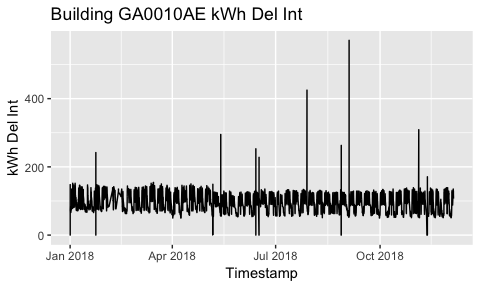 Building GA0010AE kWh Del Int
kWh Del Int
400
200
0
Jan 2018
Apr 2018
Jul 2018
Oct 2018
Timestamp